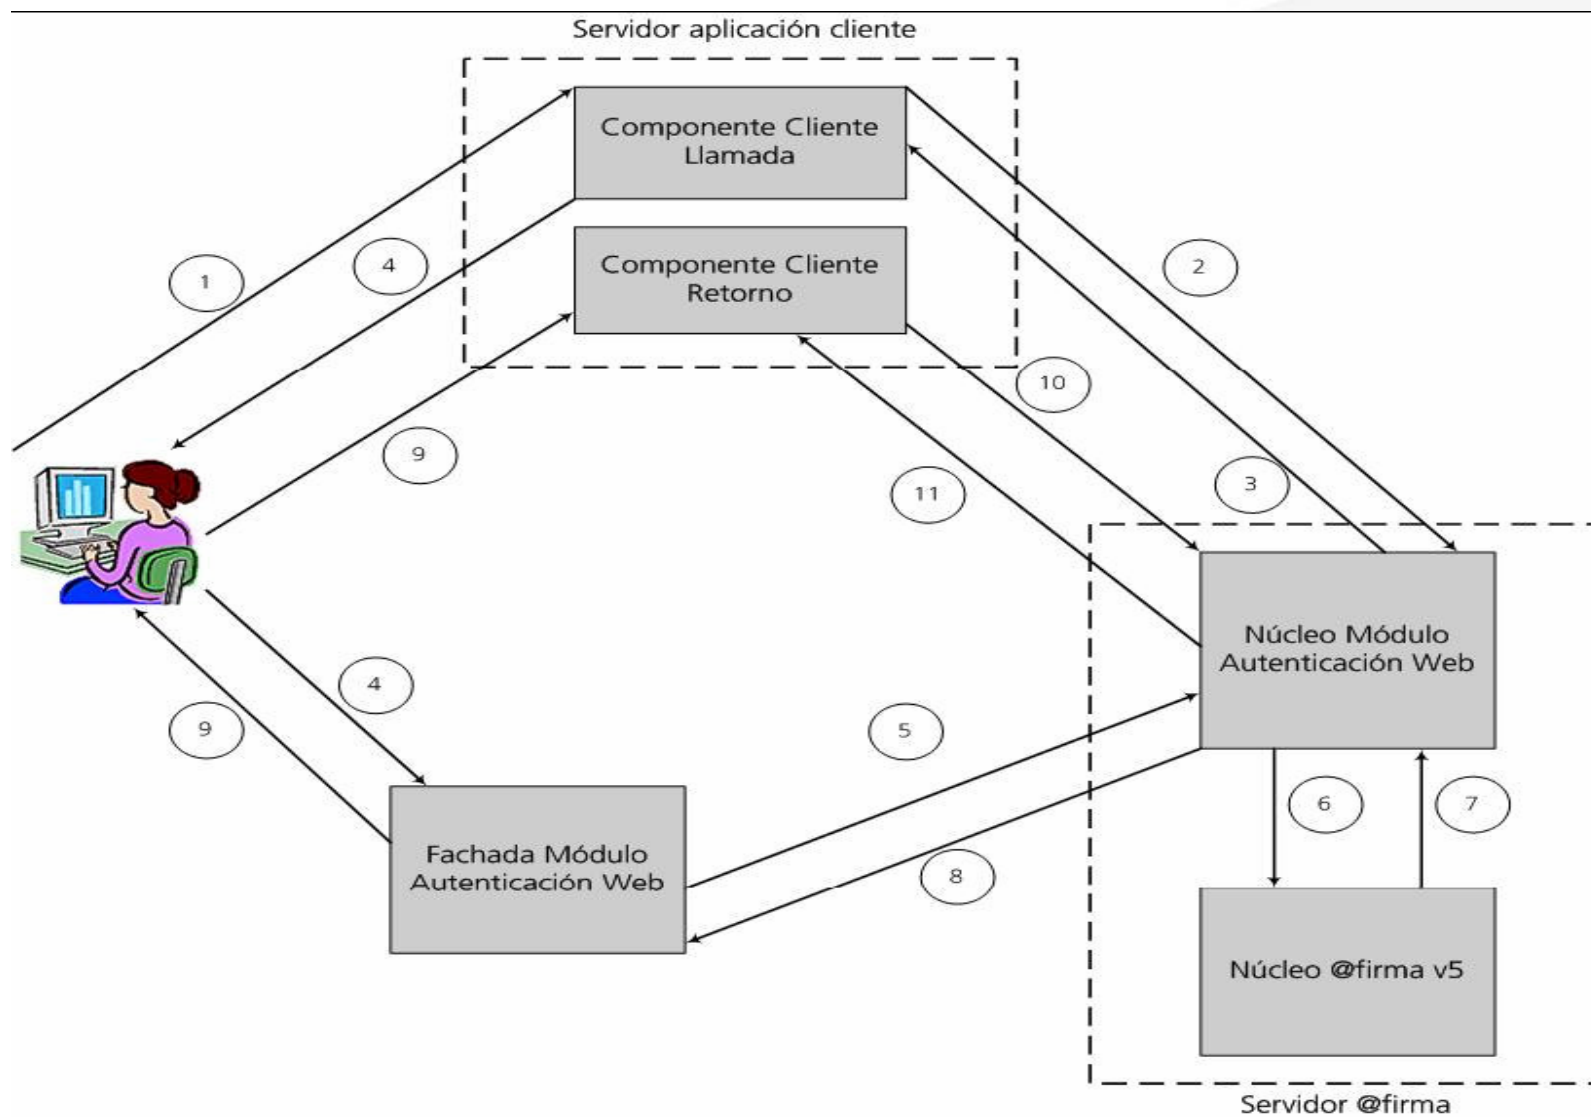 Servidor aplicación cliente
Componente Cliente
Llamada
Componente Cliente
Retorno
1
4
2
9
10
11
3
Núcleo Módulo
Autenticación Web
4
9
5
6
7
Fachada Módulo
Autenticación Web
8
Núcleo @firma v5
Servidor @firma